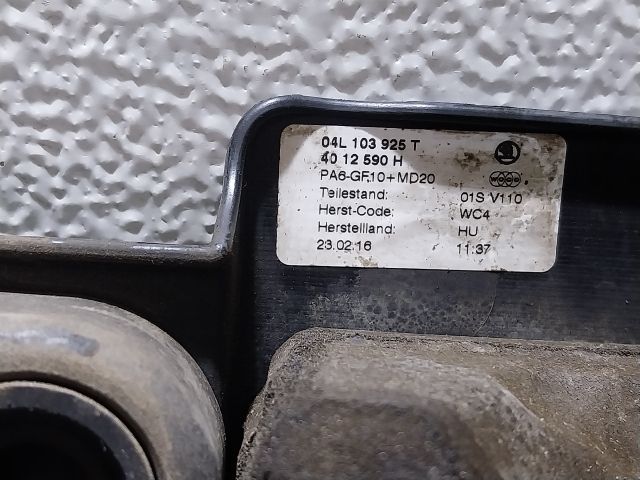 04L 103 925 T
40 12 590 H
PA6-GF10+MD20
Teilestand: 01S V110
Herst-Code: WC4
Herstellland: HU
23.02.16 11:37